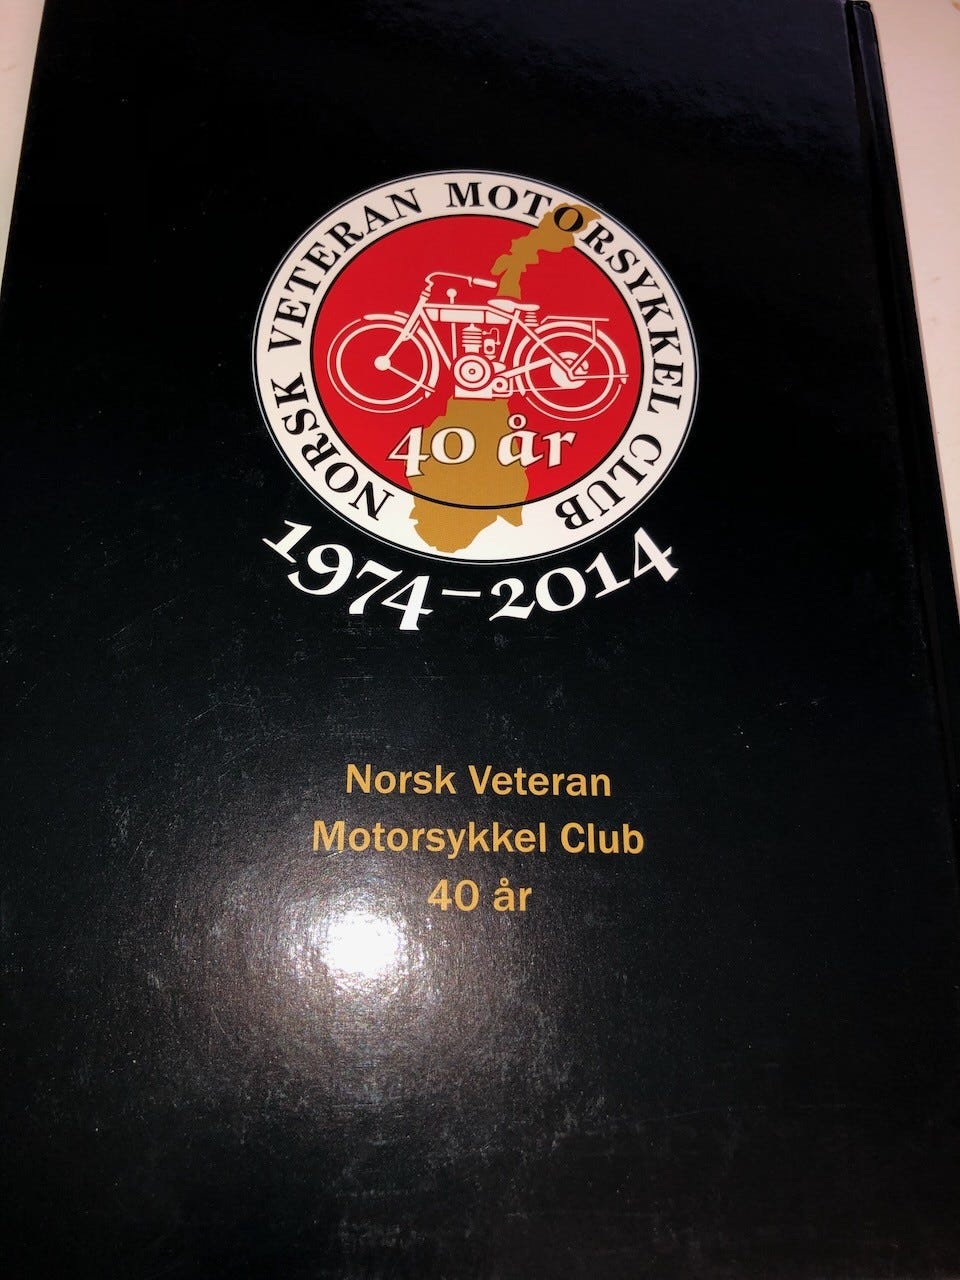 NORSK VETERAN MOTORSYKKEL CLUB
40 år
1974–2014
Norsk Veteran
Motorsykkel Club
40 år